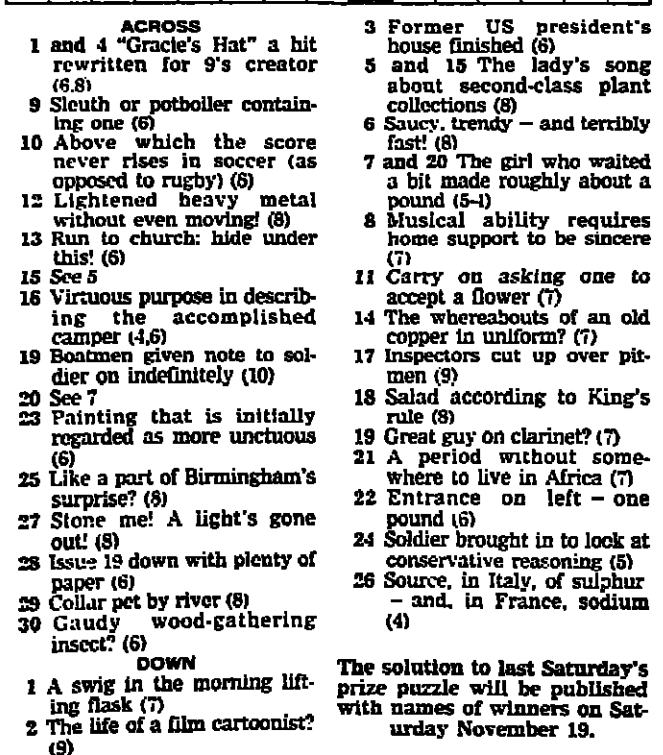 ACROSS
1 and 4 "Gracie's Hat" a hit
rewritten for 9's creator
(6,8)
9 Sleuth or potboiler contain-
ing one (6)
10 Above which the score
never rises in soccer (as
opposed to rugby) (6)
12 Lightened heavy metal
without even moving! (8)
13 Run to church: hide under
this! (6)
15 See 5
16 Virtuous purpose in describ-
ing the accomplished
camper (4,6)
19 Boatmen given note to sol-
dier on indefinitely (10)
20 See 7
23 Painting that is initially
regarded as more unctuous
(6)
25 Like a part of Birmingham's
surprise? (8)
27 Stone me! A light's gone
out! (8)
28 Issue 19 down with plenty of
paper (6)
29 Collar pet by river (8)
30 Gaudy wood-gathering
insect? (6)
DOWN
1 A swig in the morning lift-
ing flask (7)
2 The life of a film cartoonist?
(9)
3 Former US president's
house finished (6)
5 and 15 The lady's song
about second-class plant
collections (8)
6 Saucy, trendy – and terribly
fast! (8)
7 and 20 The girl who waited
a bit made roughly about a
pound (5-4)
8 Musical ability requires
home support to be sincere
(7)
11 Carry on asking one to
accept a flower (7)
14 The whereabouts of an old
copper in uniform? (7)
17 Inspectors cut up over pit-
men (9)
18 Salad according to King's
rule (8)
19 Great guy on clarinet? (7)
21 A period without some-
where to live in Africa (7)
22 Entrance on left – one
pound (6)
24 Soldier brought in to look at
conservative reasoning (5)
26 Source, in Italy, of sulphur
– and, in France, sodium
(4)
The solution to last Saturday's
prize puzzle will be published
with names of winners on Sat-
urday November 19.